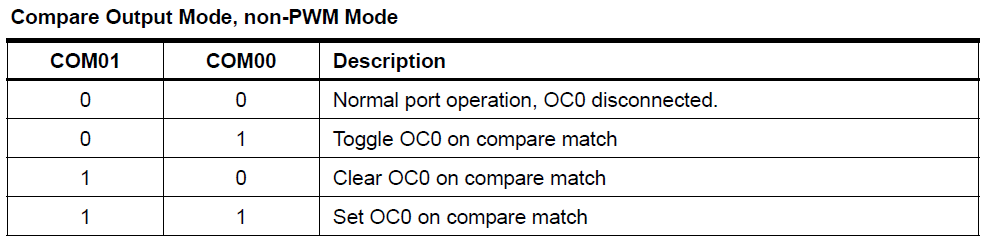 Compare Output Mode, non-PWM Mode
COM01 COM00 Description
0 0 Normal port operation, OC0 disconnected.
0 1 Toggle OC0 on compare match
1 0 Clear OC0 on compare match
1 1 Set OC0 on compare match